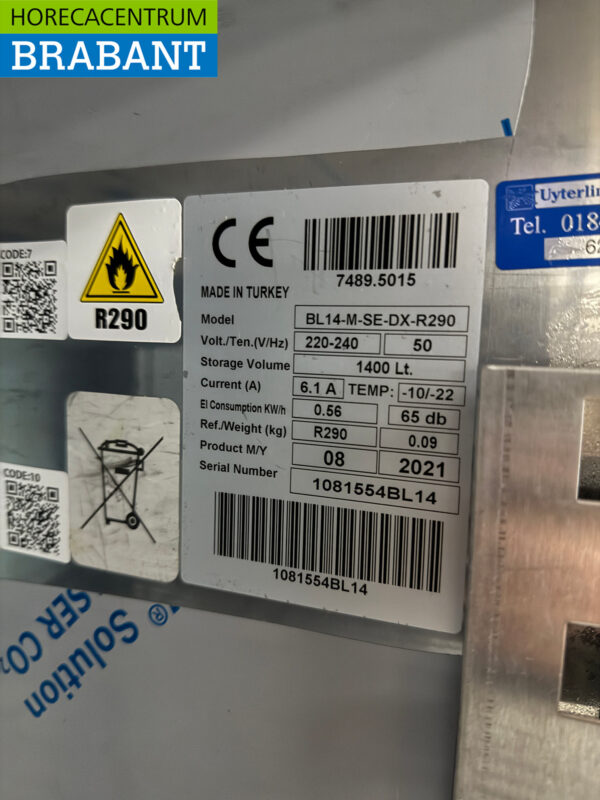 HORECACENTRUM
BRABANT
CODE:7
R290
CODE:10
CE
7489.5015
MADE IN TURKEY
Model BL14-M-SE-DX-R290
Volt./Ten.(V/Hz) 220-240 50
Storage Volume 1400 Lt.
Current (A) 6.1 A TEMP: -10/-22
El Consumption KW/h 0.56 65 db
Ref./Weight (kg) R290 0.09
Product M/Y 08 2021
Serial Number 1081554BL14
1081554BL14
Tel.
® Solution